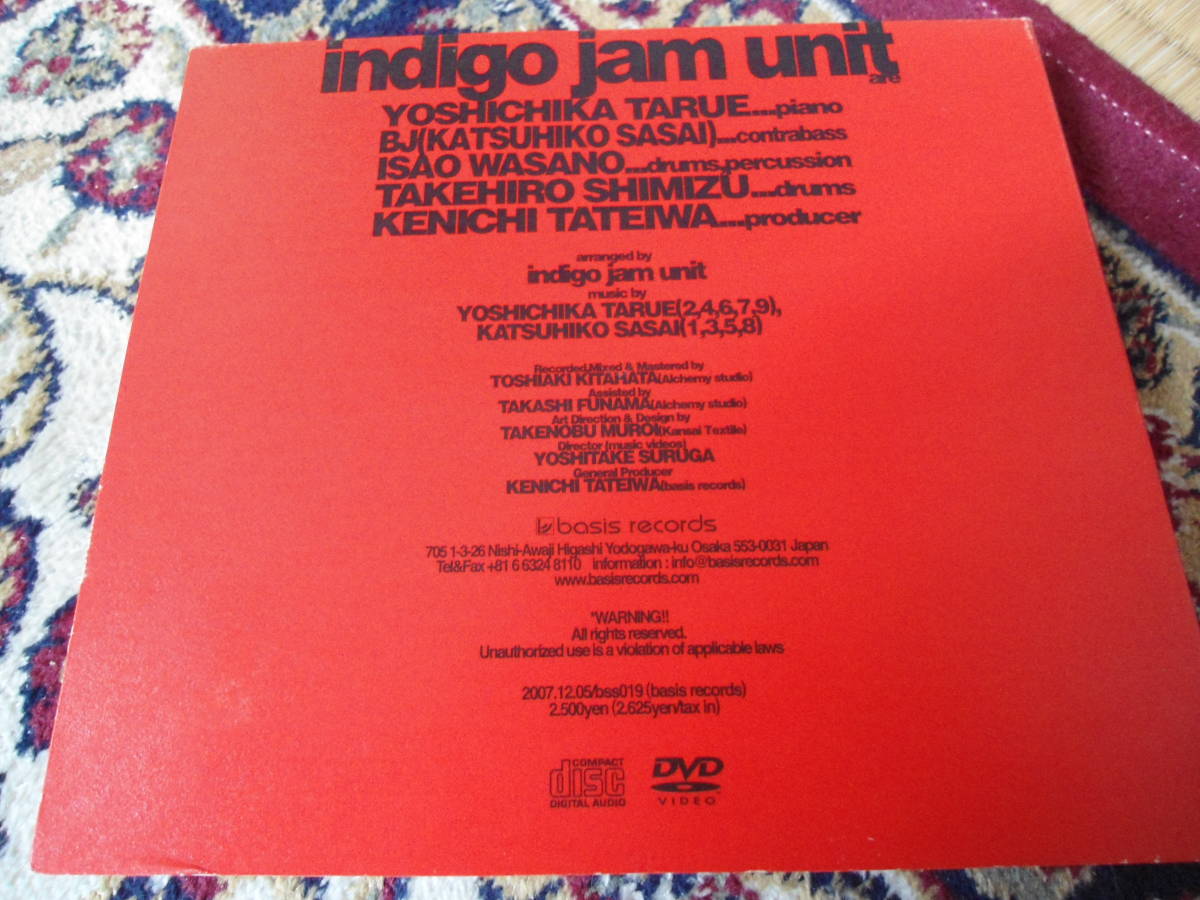 indigo jam unit
are
YOSHICHIKA TARUE....piano
BJ(KATSUHIKO SASAI)....contrabass
ISAO WASANO....drums,percussion
TAKEHIRO SHIMIZU....drums
KENICHI TATEIWA....producer
arranged by
indigo jam unit
music by
YOSHICHIKA TARUE(2,4,6,7,9),
KATSUHIKO SASAI(1,3,5,8)
Recorded,Mixed & Mastered by
TOSHIAKI KITAHATA(Alchemy studio)
Assisted by
TAKASHI FUNAMA(Alchemy studio)
Art Direction & Design by
TAKENOBU MUROI(Kansai Textile)
Director (music videos)
YOSHITAKE SURUGA
General Producer
KENICHI TATEIWA(basis records)
basis records
705 1-3-26 Nishi-Awaji Higashi Yodogawa-ku Osaka 553-0031 Japan
Tel&Fax +81 6 6324 8110 information : info@basisrecords.com
www.basisrecords.com
*WARNING!!
All rights reserved.
Unauthorized use is a violation of applicable laws
2007.12.05/bss019 (basis records)
2.500yen (2.625yen/tax in)
COMPACT
disc
DIGITAL AUDIO
DVD
VIDEO